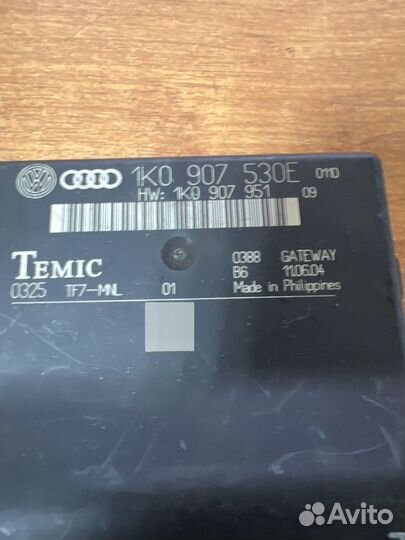 1K0 907 530E 0110
HW: 1K0 907 951 09
TEMIC
0388 GATEWAY
B6 11.06.04
0325 TF7-MNL 01 Made in Philippines
Avito